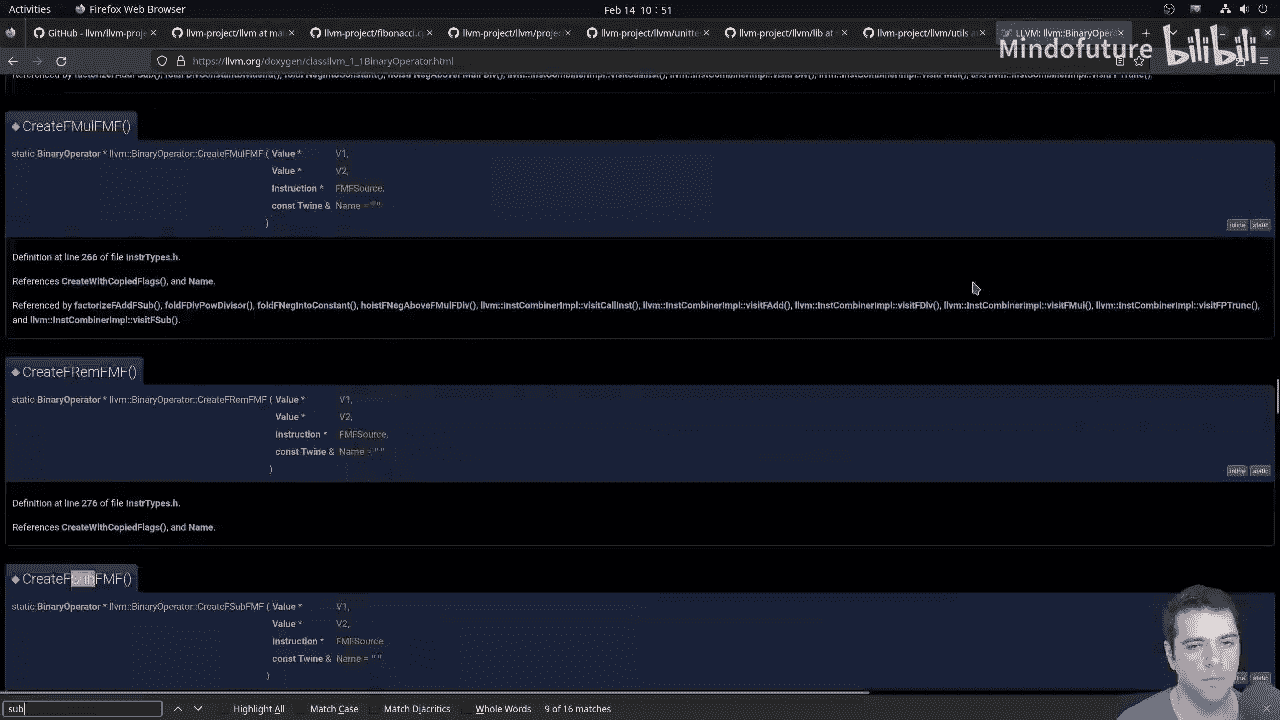 Activities Firefox Web Browser Feb 14 10:51
GitHub - llvm/llvm-proje llvm-project/llvm at ma llvm-project/fibonacci.c llvm-project/llvm/proje llvm-project/llvm/unitte llvm-project/llvm/lib at llvm-project/llvm/utils a LLVM: llvm::BinaryOper
Mindofuture bilibili
https://llvm.org/doxygen/classllvm_1_1BinaryOperator.html
CreateFMulFMF()
static BinaryOperator * llvm::BinaryOperator::CreateFMulFMF ( Value * V1,
Value * V2,
Instruction * FMFSource,
const Twine & Name = ""
)
inline static
Definition at line 266 of file InstrTypes.h.
References CreateWithCopiedFlags(), and Name.
Referenced by factorizeFAddFSub(), foldFDivPowDivisor(), foldFNegIntoConstant(), hoistFNegAboveFMulFDiv(), llvm::InstCombinerImpl::visitCallInst(), llvm::InstCombinerImpl::visitFAdd(), llvm::InstCombinerImpl::visitFDiv(), llvm::InstCombinerImpl::visitFMul(), llvm::InstCombinerImpl::visitFPTrunc(),
and llvm::InstCombinerImpl::visitFSub().
CreateFRemFMF()
static BinaryOperator * llvm::BinaryOperator::CreateFRemFMF ( Value * V1,
Value * V2,
Instruction * FMFSource,
const Twine & Name = ""
)
inline static
Definition at line 276 of file InstrTypes.h.
References CreateWithCopiedFlags(), and Name.
CreateFSubFMF()
static BinaryOperator * llvm::BinaryOperator::CreateFSubFMF ( Value * V1,
Value * V2,
Instruction * FMFSource
const Twine & Name = ""
)
sub Highlight All Match Case Match Diacritics Whole Words 9 of 16 matches